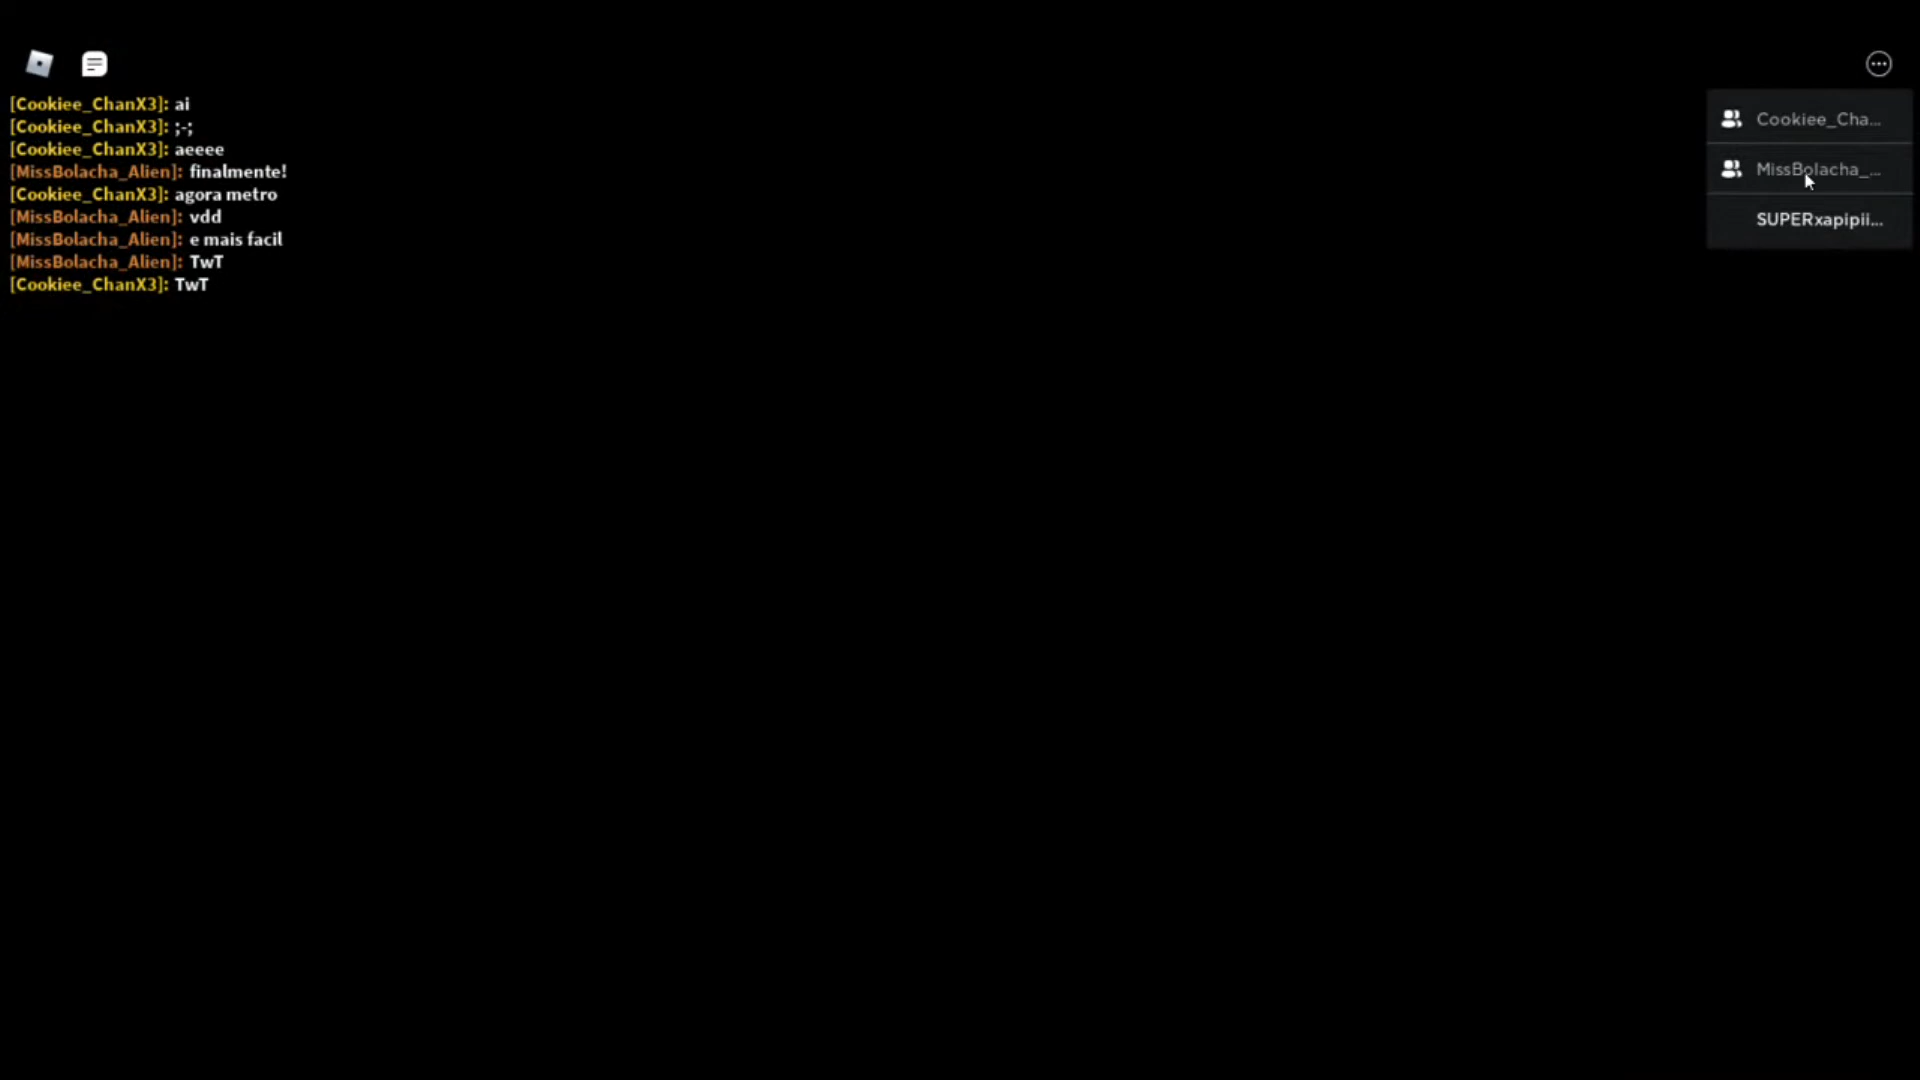 [Cookiee_ChanX3]: ai
[Cookiee_ChanX3]: ;-;
[Cookiee_ChanX3]: aeeee
[MissBolacha_Alien]: finalmente!
[Cookiee_ChanX3]: agora metro
[MissBolacha_Alien]: vdd
[MissBolacha_Alien]: e mais facil
[MissBolacha_Alien]: TwT
[Cookiee_ChanX3]: TwT
Cookiee_Cha...
MissBolacha_...
SUPERxapipii...